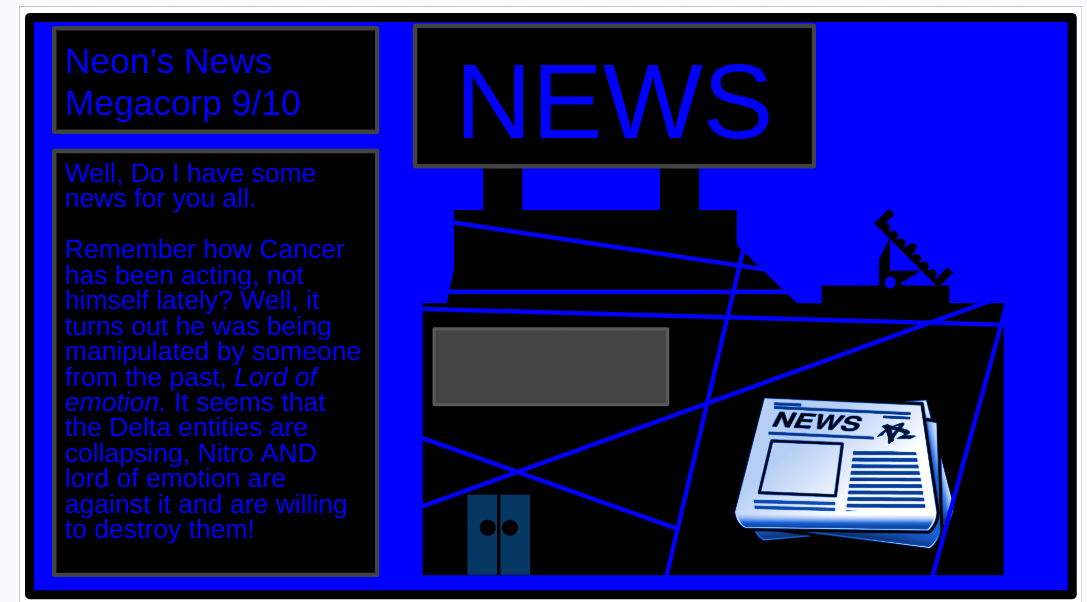 Neon’s News
Megacorp 9/10
NEWS
Well, Do I have some
news for you all.
Remember how Cancer
has been acting, not
himself lately? Well, it
turns out he was being
manipulated by someone
from the past, Lord of
emotion. It seems that
the Delta entities are
collapsing, Nitro AND
lord of emotion are
against it and are willing
to destroy them!
NEWS